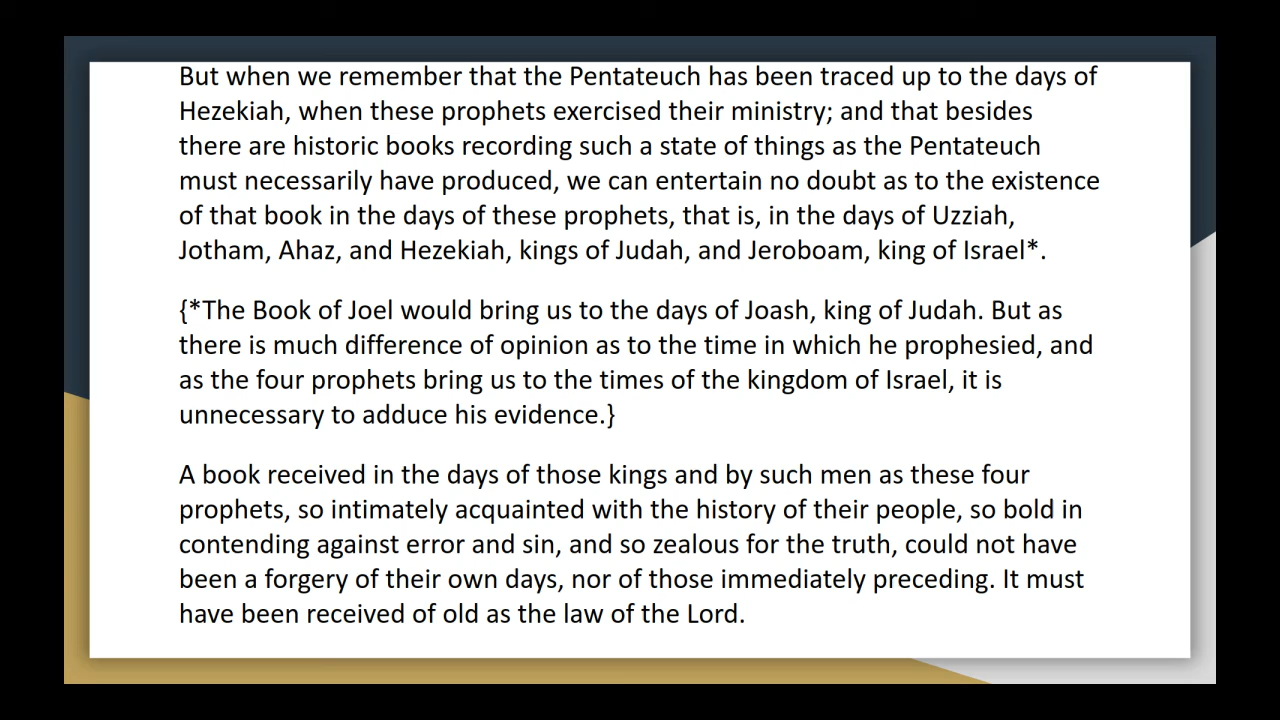 But when we remember that the Pentateuch has been traced up to the days of
Hezekiah, when these prophets exercised their ministry; and that besides
there are historic books recording such a state of things as the Pentateuch
must necessarily have produced, we can entertain no doubt as to the existence
of that book in the days of these prophets, that is, in the days of Uzziah,
Jotham, Ahaz, and Hezekiah, kings of Judah, and Jeroboam, king of Israel*.
{*The Book of Joel would bring us to the days of Joash, king of Judah. But as
there is much difference of opinion as to the time in which he prophesied, and
as the four prophets bring us to the times of the kingdom of Israel, it is
unnecessary to adduce his evidence.}
A book received in the days of those kings and by such men as these four
prophets, so intimately acquainted with the history of their people, so bold in
contending against error and sin, and so zealous for the truth, could not have
been a forgery of their own days, nor of those immediately preceding. It must
have been received of old as the law of the Lord.